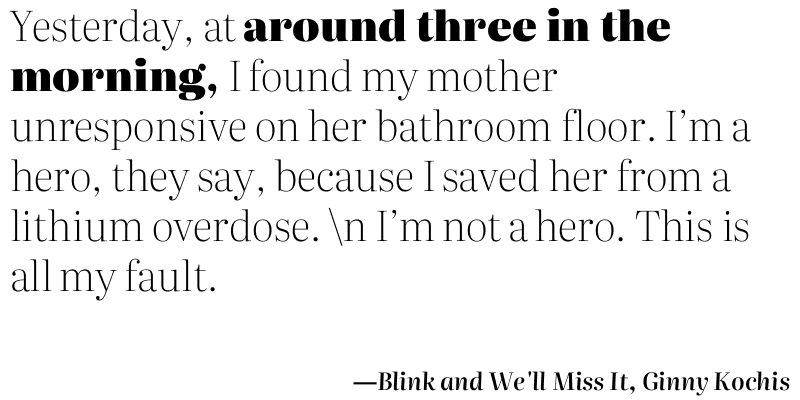 Yesterday, at around three in the
morning, I found my mother
unresponsive on her bathroom floor. I’m a
hero, they say, because I saved her from a
lithium overdose. \n I’m not a hero. This is
all my fault.
—Blink and We'll Miss It, Ginny Kochis